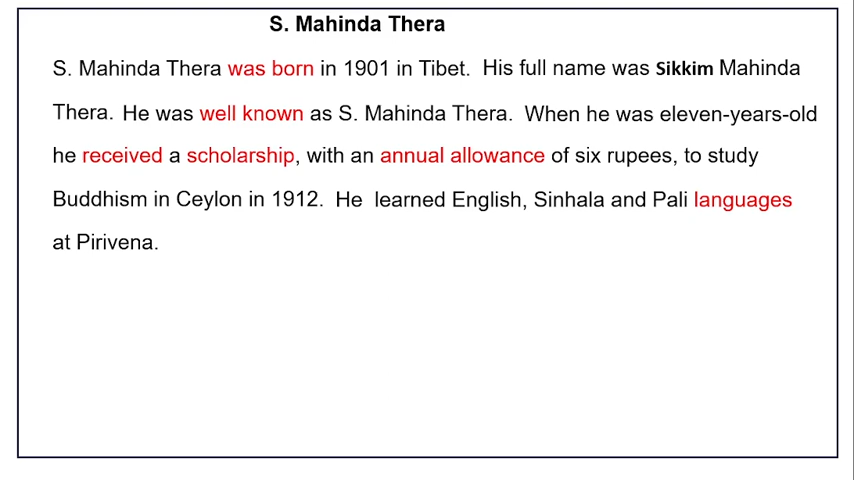 S. Mahinda Thera
S. Mahinda Thera was born in 1901 in Tibet. His full name was Sikkim Mahinda
Thera. He was well known as S. Mahinda Thera. When he was eleven-years-old
he received a scholarship, with an annual allowance of six rupees, to study
Buddhism in Ceylon in 1912. He learned English, Sinhala and Pali languages
at Pirivena.